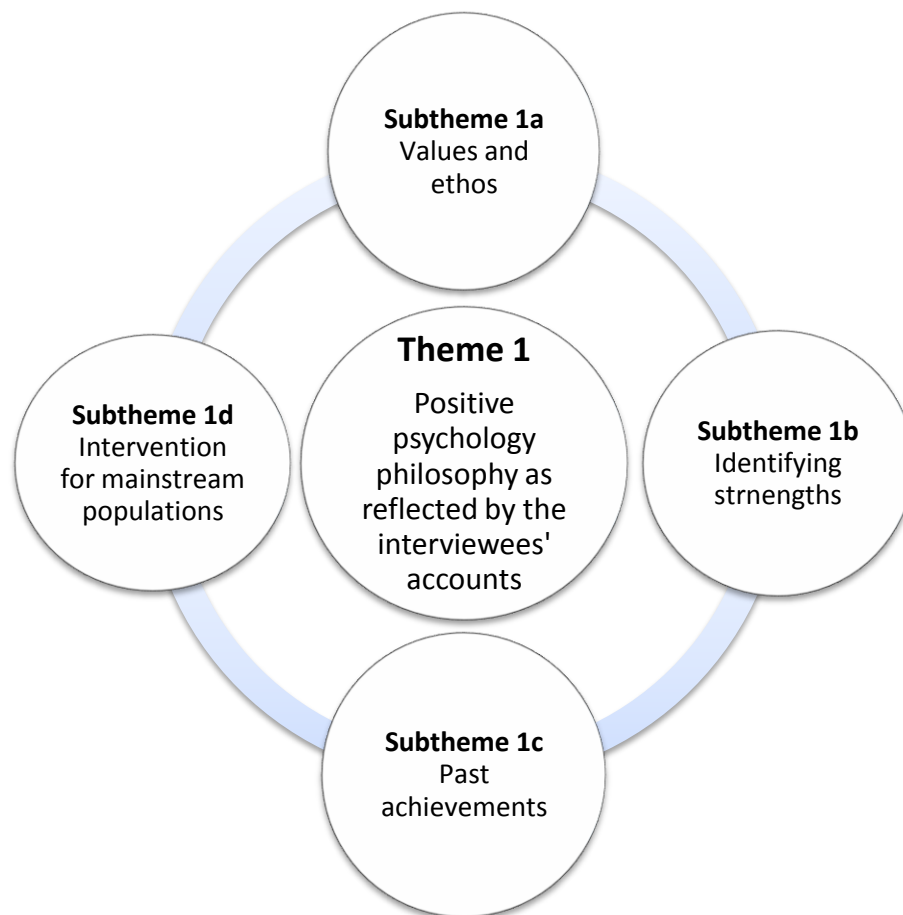 Subtheme 1a
Values and
ethos
Theme 1
Positive
psychology
philosophy as
reflected by the
interviewees'
accounts
Subtheme 1d
Intervention
for mainstream
populations
Subtheme 1b
Identifying
strnengths
Subtheme 1c
Past
achievements